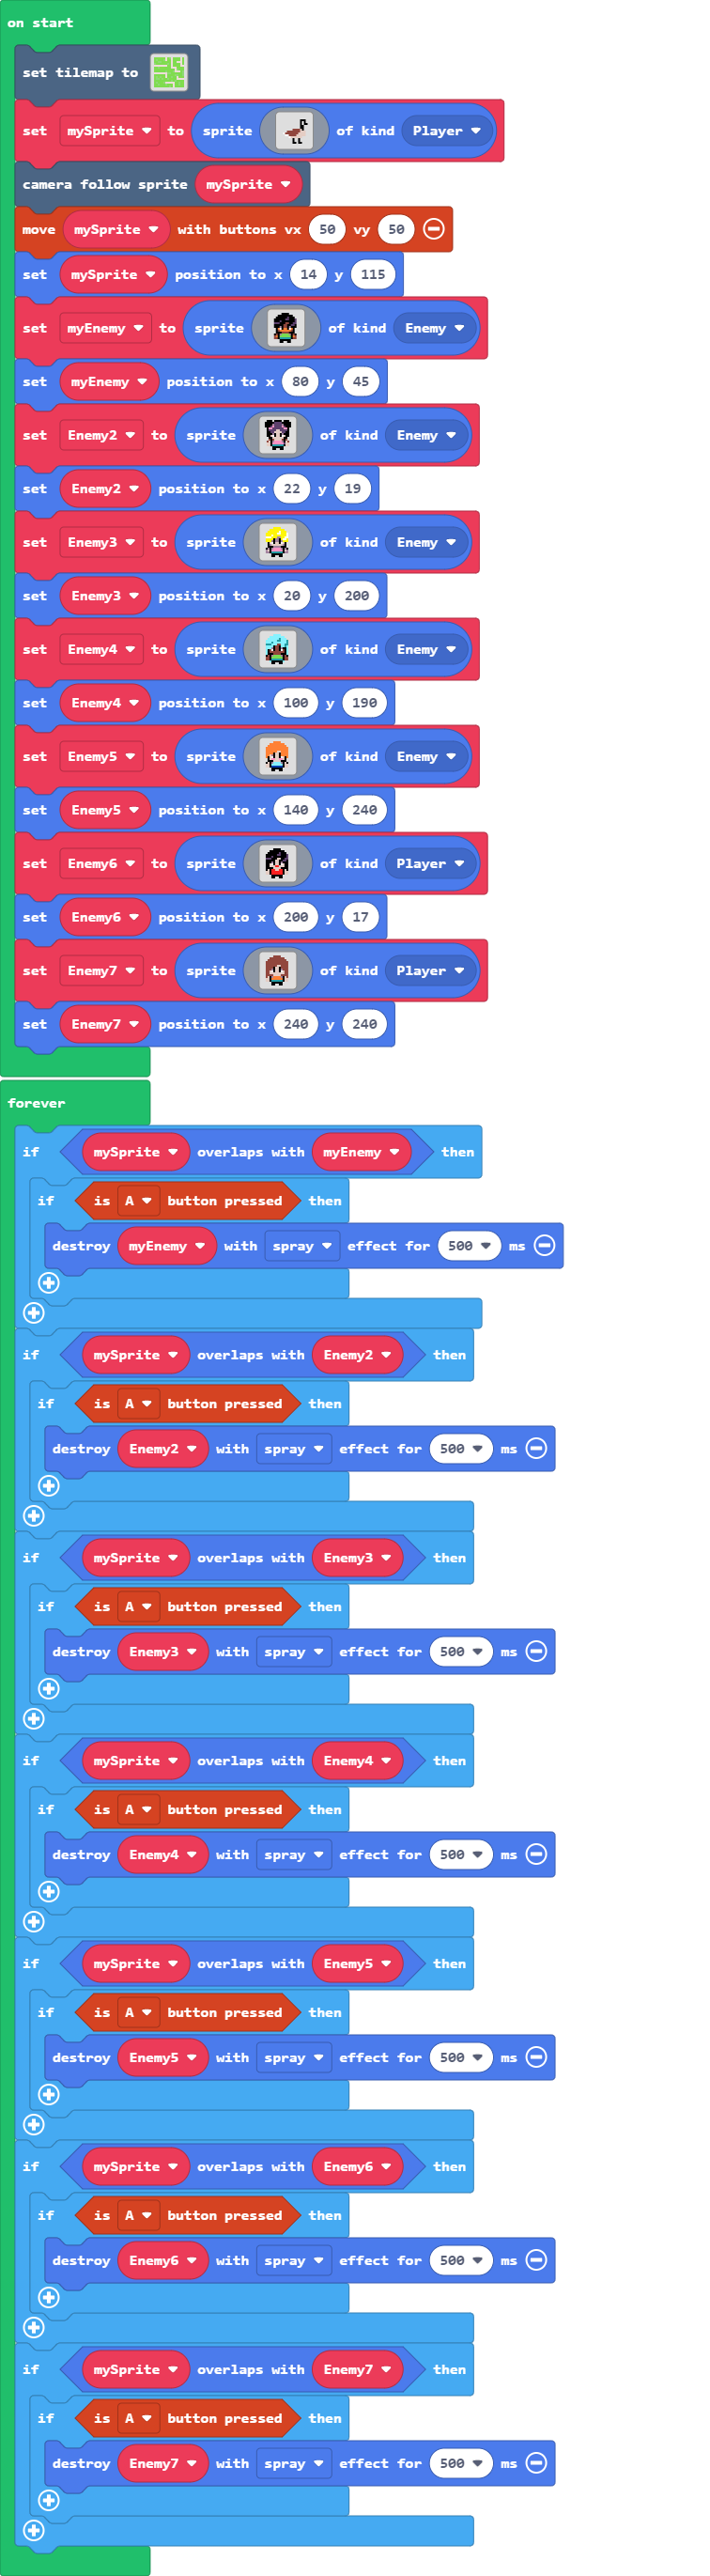 on start
set tilemap to
set mySprite to sprite of kind Player
camera follow sprite mySprite
move mySprite with buttons vx 50 vy 50
set mySprite position to x 14 y 115
set myEnemy to sprite of kind Enemy
set myEnemy position to x 80 y 45
set Enemy2 to sprite of kind Enemy
set Enemy2 position to x 22 y 19
set Enemy3 to sprite of kind Enemy
set Enemy3 position to x 20 y 200
set Enemy4 to sprite of kind Enemy
set Enemy4 position to x 100 y 190
set Enemy5 to sprite of kind Enemy
set Enemy5 position to x 140 y 240
set Enemy6 to sprite of kind Player
set Enemy6 position to x 200 y 17
set Enemy7 to sprite of kind Player
set Enemy7 position to x 240 y 240
forever
if mySprite overlaps with myEnemy then
if is A button pressed then
destroy myEnemy with spray effect for 500 ms
if mySprite overlaps with Enemy2 then
if is A button pressed then
destroy Enemy2 with spray effect for 500 ms
if mySprite overlaps with Enemy3 then
if is A button pressed then
destroy Enemy3 with spray effect for 500 ms
if mySprite overlaps with Enemy4 then
if is A button pressed then
destroy Enemy4 with spray effect for 500 ms
if mySprite overlaps with Enemy5 then
if is A button pressed then
destroy Enemy5 with spray effect for 500 ms
if mySprite overlaps with Enemy6 then
if is A button pressed then
destroy Enemy6 with spray effect for 500 ms
if mySprite overlaps with Enemy7 then
if is A button pressed then
destroy Enemy7 with spray effect for 500 ms